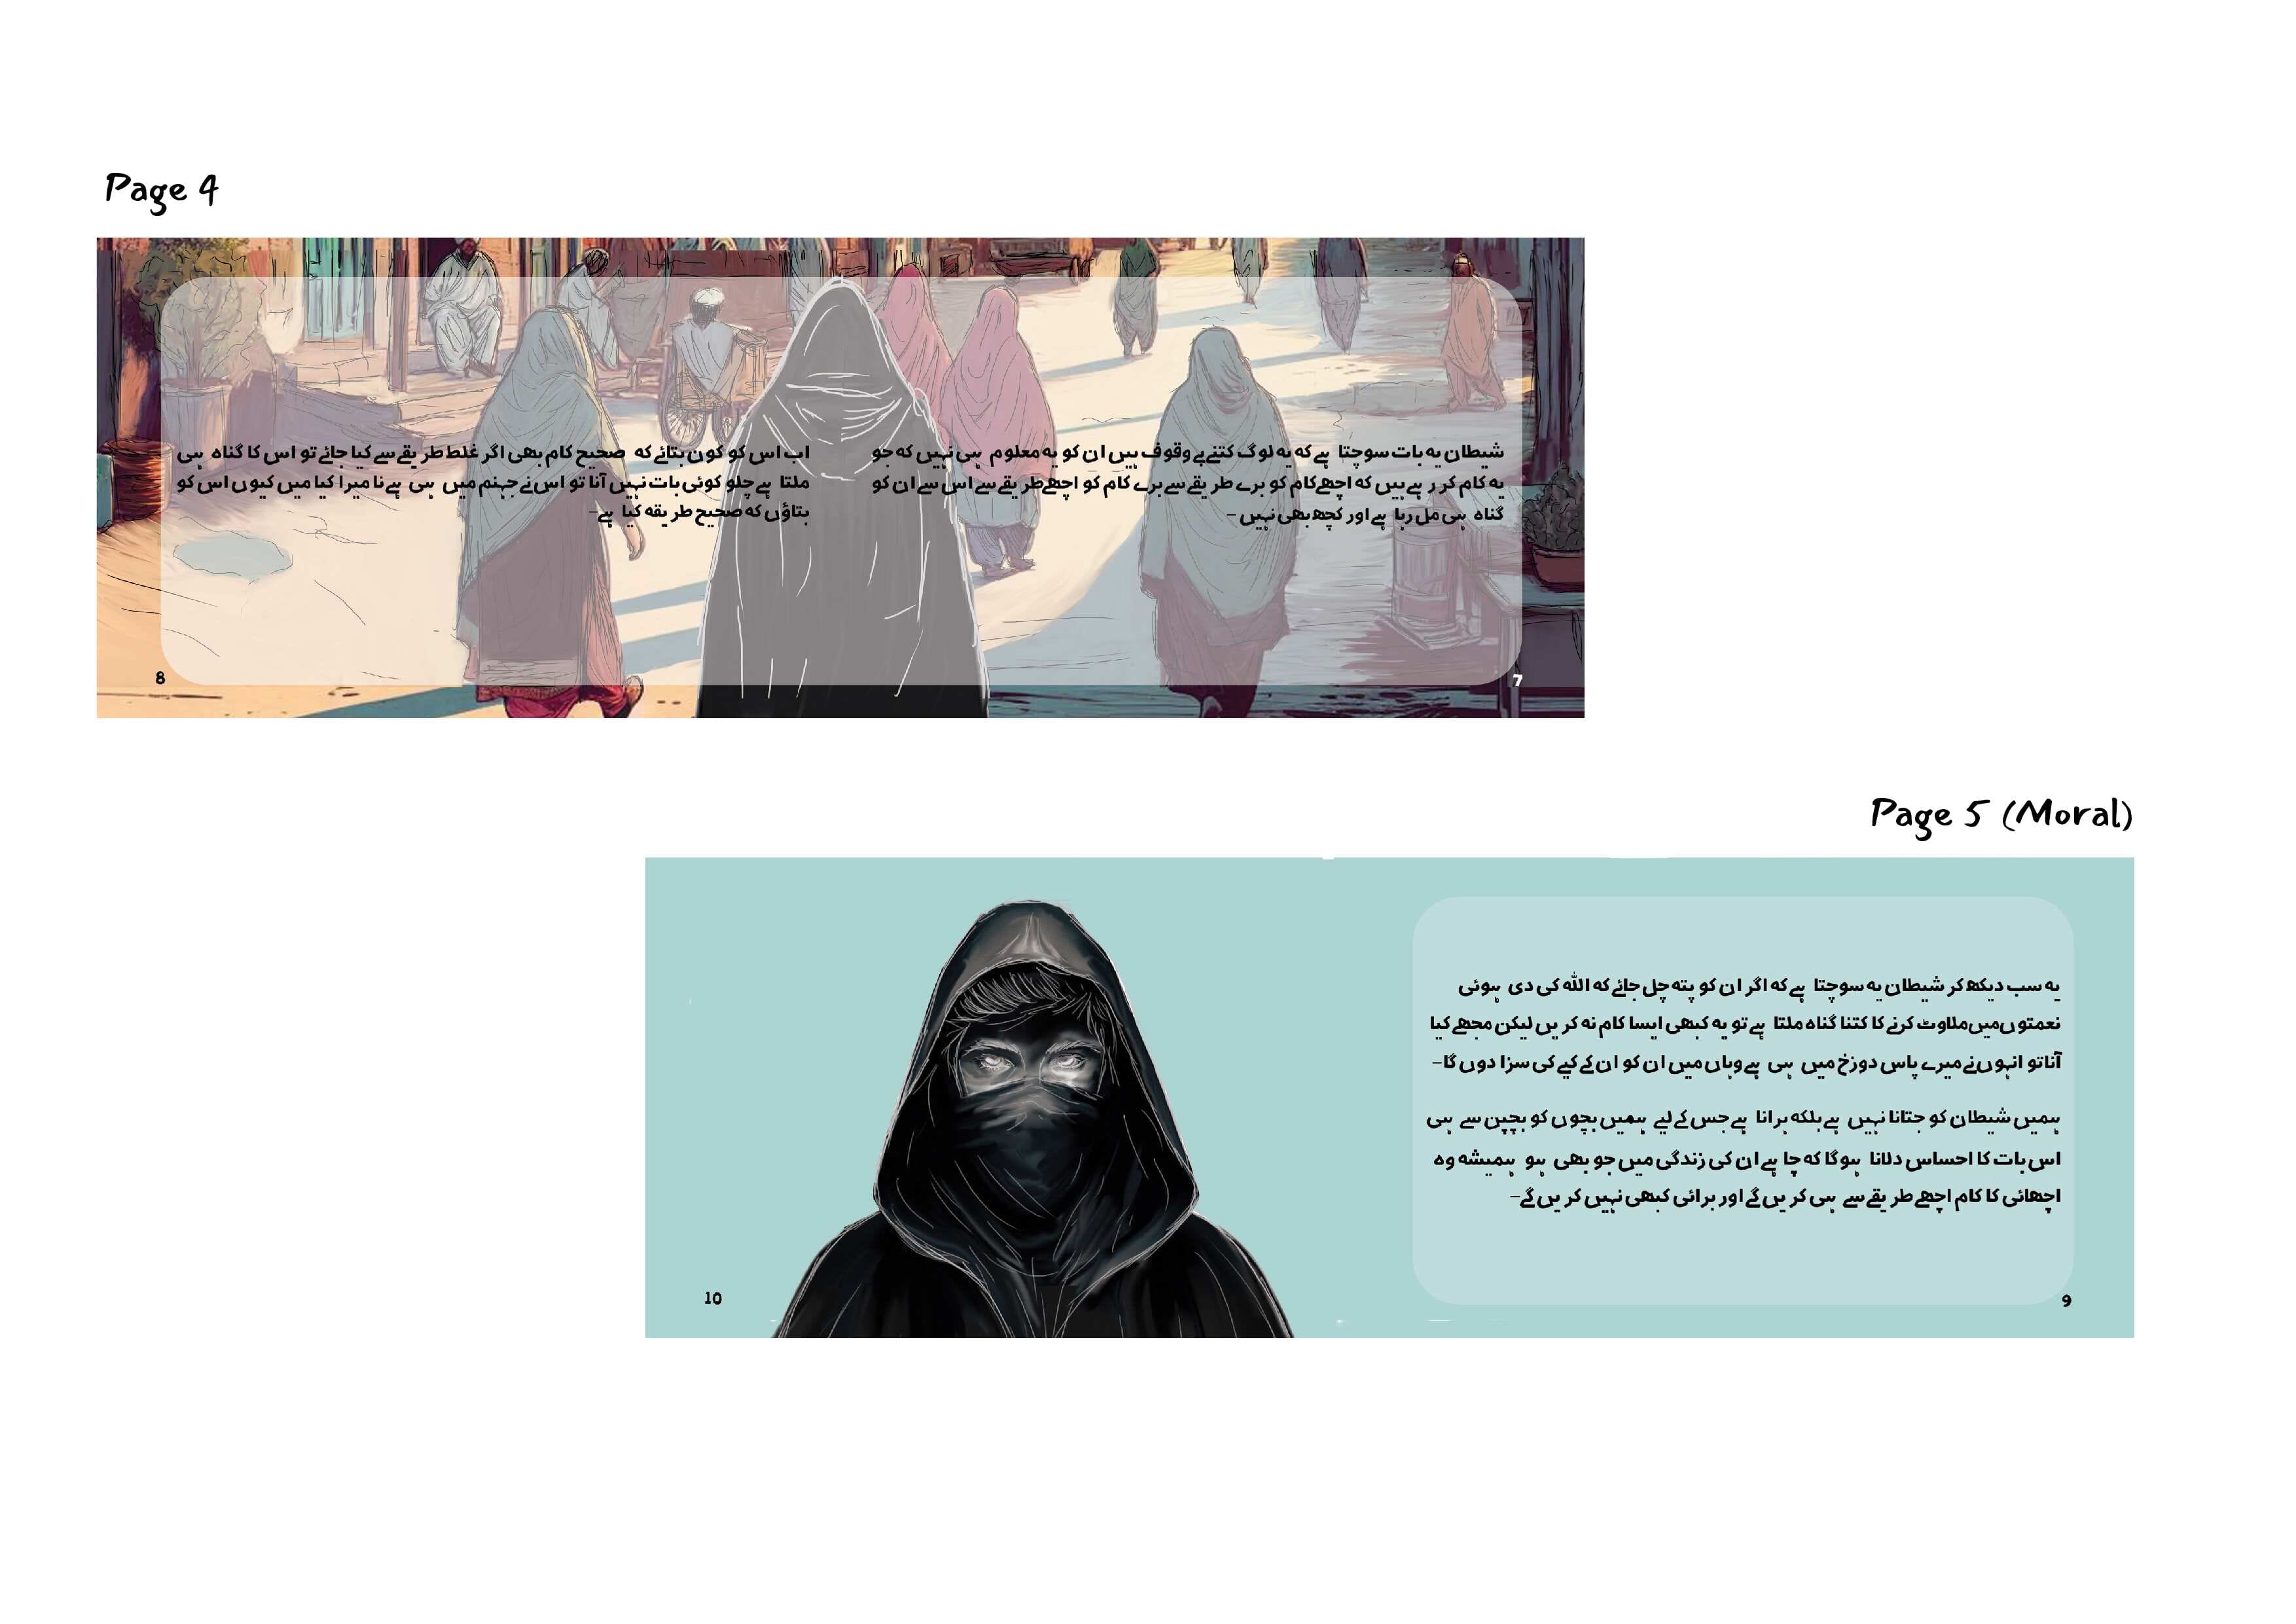 Page 4
شیطان یہ بات سوچتا ہے کہ یہ لوگ کتنے بے وقوف ہیں ان کو یہ معلوم ہی نہیں کہ جو
یہ کام کر رہے ہیں کہ اچھے کام کو برے طریقے سے برے کام کو اچھے طریقے سے اس سے ان کو
گناہ ہی مل رہا ہے اور کچھ بھی نہیں -
7
اب اس کو کون بتائے کہ صحیح کام بھی اگر غلط طریقے سے کیا جائے تو اس کا گناہ ہی
ملتا ہے چلو کوئی بات نہیں آنا تو اس نے جہنم میں ہی ہے نا میرا کیا میں کیوں اس کو
بتاؤں کہ صحیح طریقہ کیا ہے-
8
Page 5 (Moral)
یہ سب دیکھ کر شیطان یہ سوچتا ہے کہ اگر ان کو پتہ چل جائے کہ اللہ کی دی ہوئی
نعمتوں میں ملاوٹ کرنے کا کتنا گناہ ملتا ہے تو یہ کبھی ایسا کام نہ کریں لیکن مجھے کیا
آنا تو انہوں نے میرے پاس دوزخ میں ہی ہے وہاں میں ان کو ان کے کیے کی سزا دوں گا-
ہمیں شیطان کو جتانا نہیں ہے بلکہ ہرانا ہے جس کے لیے ہمیں بچوں کو بچپن سے ہی
اس بات کا احساس دلانا ہوگا کہ چاہے ان کی زندگی میں جو بھی ہو ہمیشہ وہ
اچھائی کا کام اچھے طریقے سے ہی کریں گے اور برائی کبھی نہیں کریں گے-
9
10